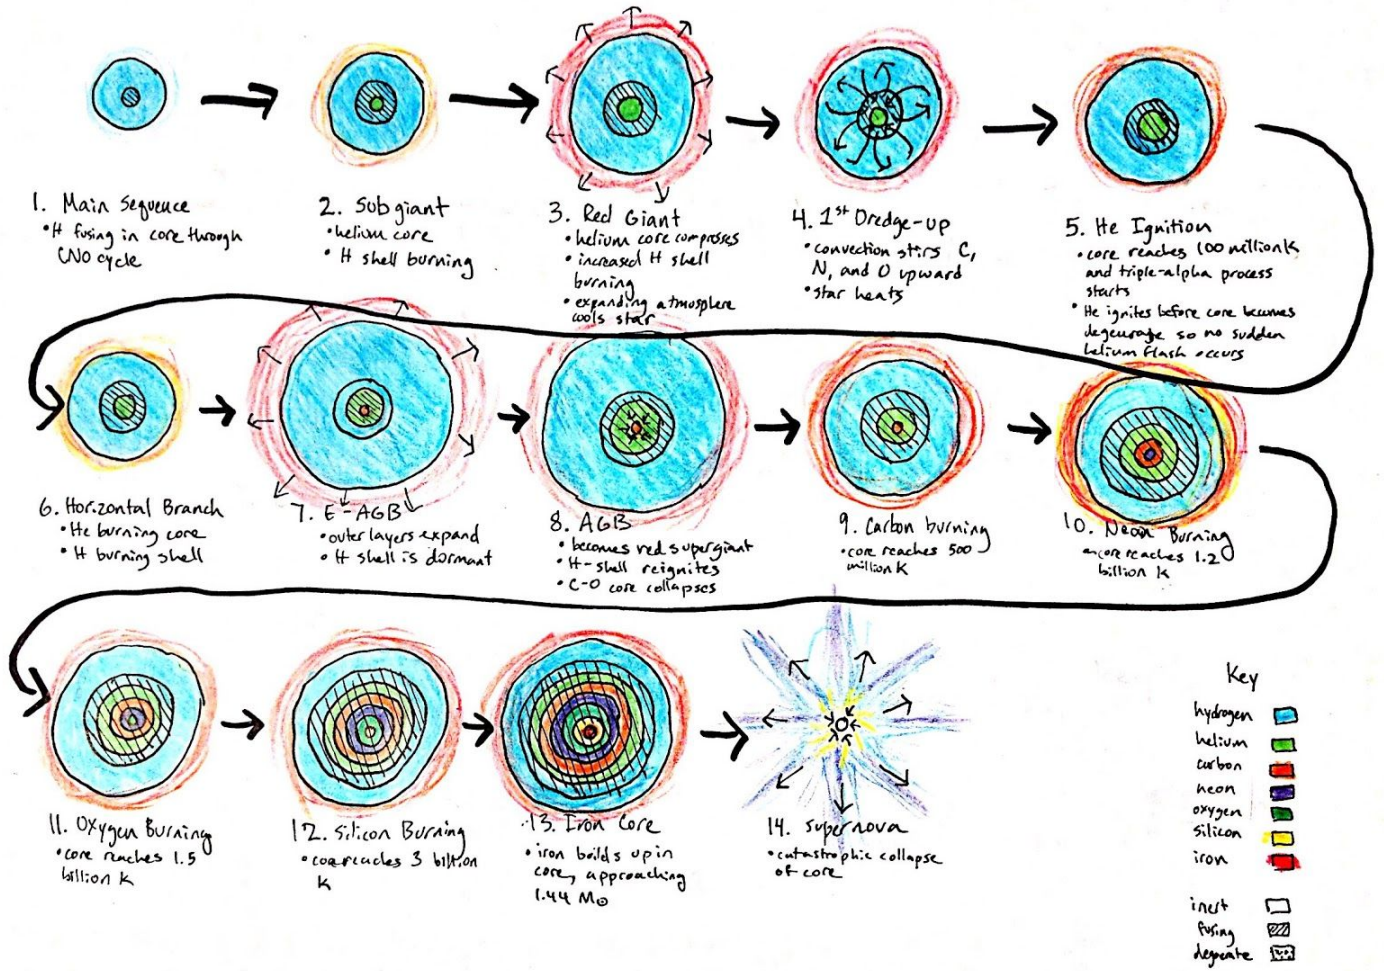 1. Main Sequence
• H fusing in core through
CNO cycle
2. Subgiant
• helium core
• H shell burning
3. Red Giant
• helium core compresses
• increased H shell
burning
• expanding atmosphere
cools star
4. 1st Dredge-up
• convection stirs C,
N, and O upward
• star heats
5. He Ignition
• core reaches 100 million K
and triple-alpha process
starts
• He ignites before core becomes
degenerate so no sudden
helium flash occurs
6. Horizontal Branch
• He burning core
• H burning shell
7. E-AGB
• outer layers expand
• H shell is dormant
8. AGB
• becomes red supergiant
• H-shell reignites
• C-O core collapses
9. Carbon burning
• core reaches 500
million K
10. Neon Burning
• core reaches 1.2
billion K
11. Oxygen Burning
• core reaches 1.5
billion K
12. Silicon Burning
• core reaches 3 billion
K
13. Iron Core
• iron builds up in
core, approaching
1.44 M⊙
14. Supernova
• catastrophic collapse
of core
Key
hydrogen
helium
carbon
neon
oxygen
silicon
iron
inert
fusing
degenerate